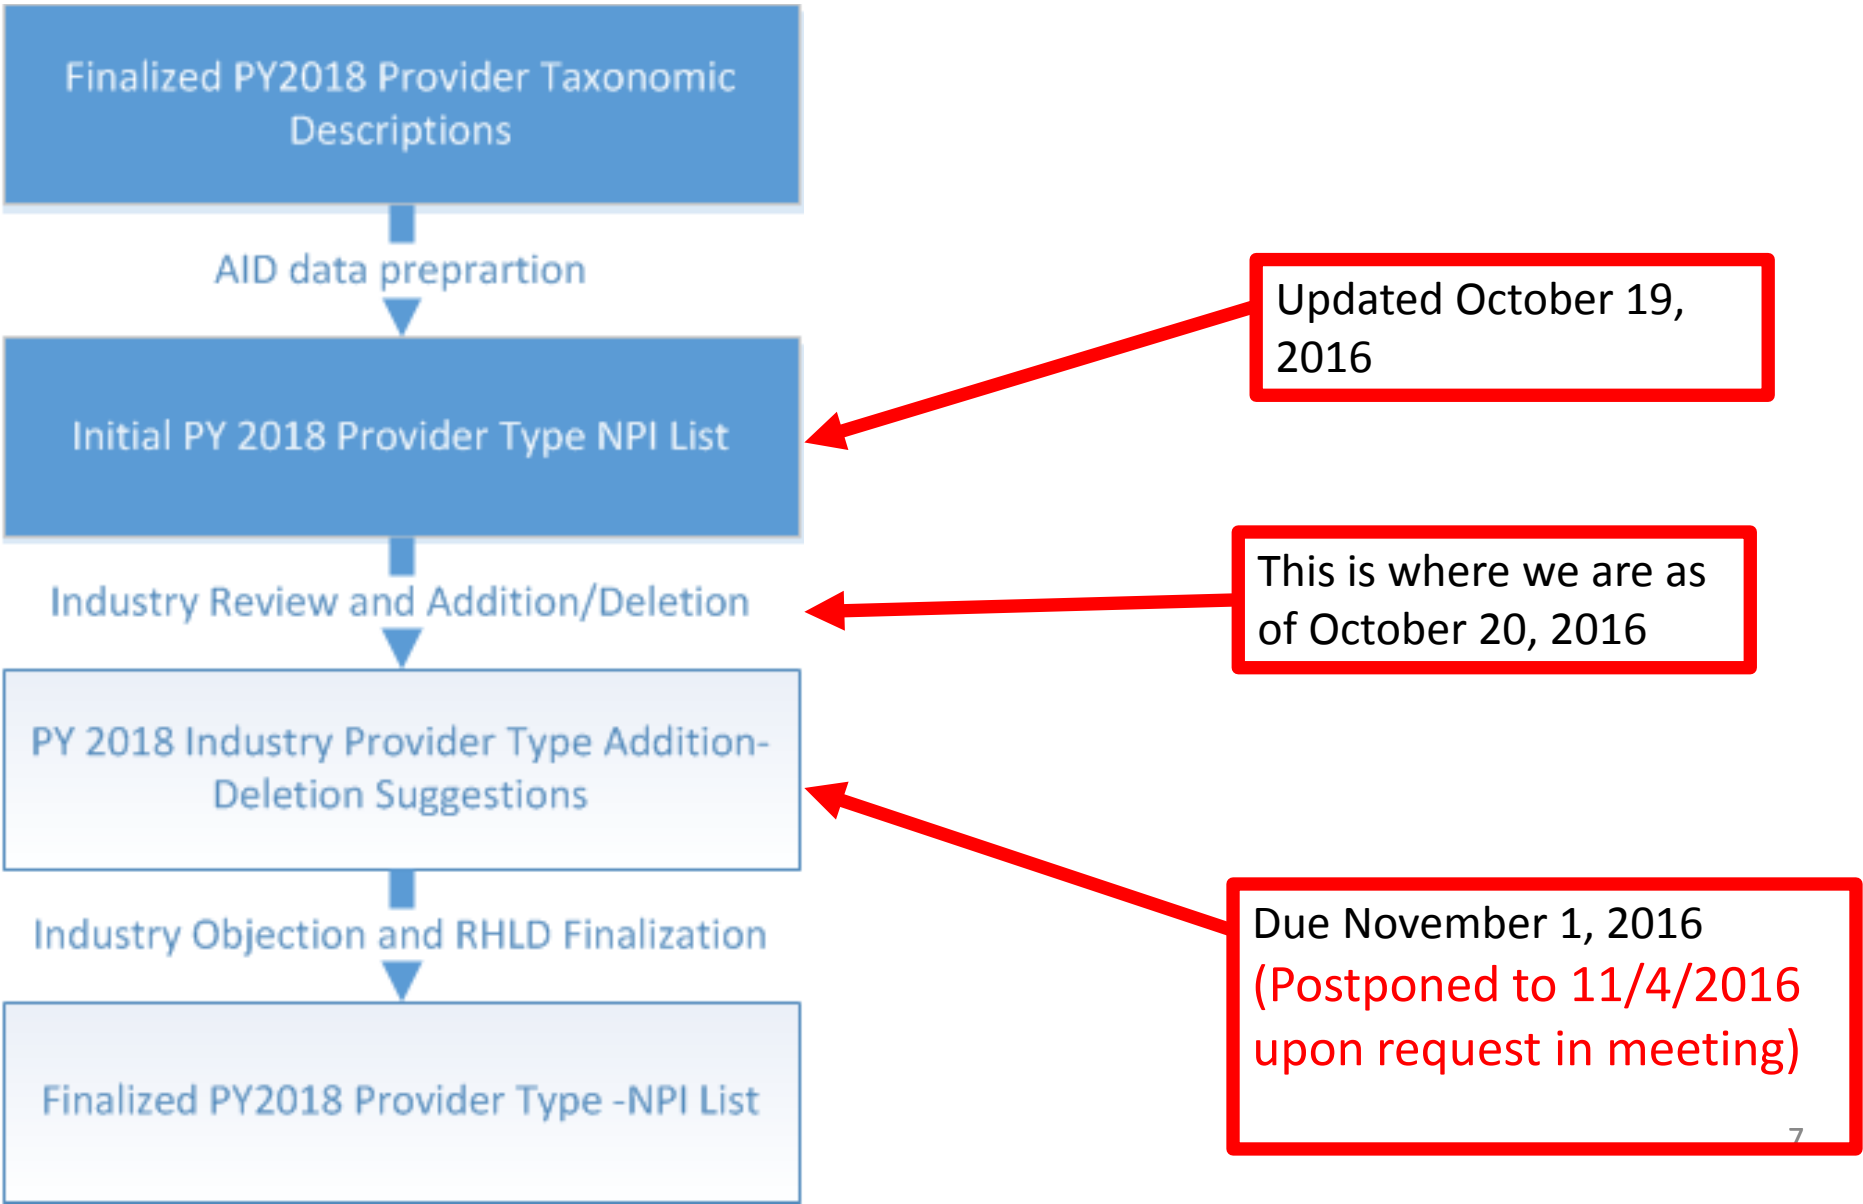 Finalized PY2018 Provider Taxonomic
Descriptions
AID data preprartion
Updated October 19,
2016
Initial PY 2018 Provider Type NPI List
This is where we are as
of October 20, 2016
Industry Review and Addition/Deletion
PY 2018 Industry Provider Type Addition-
Deletion Suggestions
Due November 1, 2016
(Postponed to 11/4/2016
upon request in meeting)
Industry Objection and RHLD Finalization
Finalized PY2018 Provider Type -NPI List
7